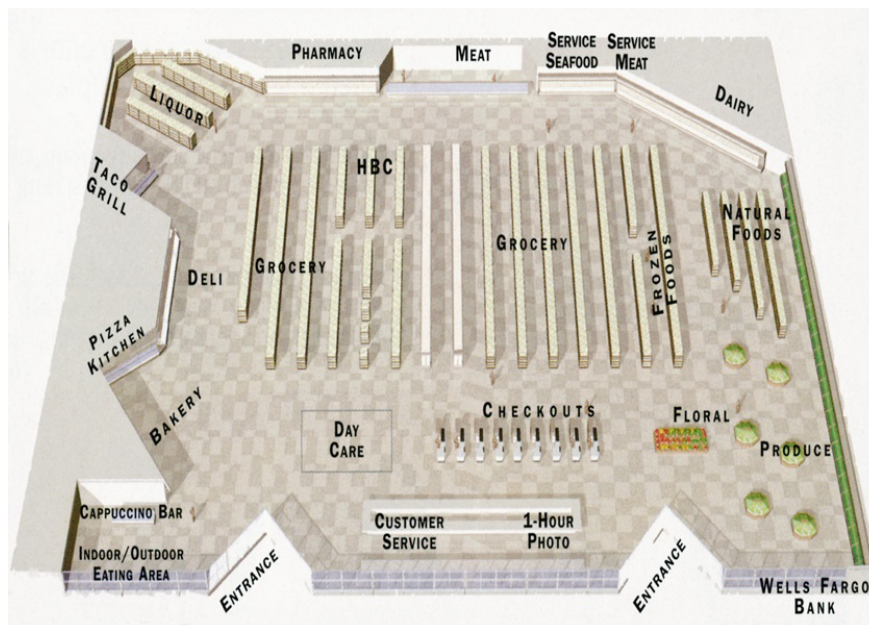 PHARMACY
MEAT
SERVICE
SEAFOOD
SERVICE
MEAT
DAIRY
LIQUOR
TACO
GRILL
HBC
NATURAL
FOODS
DELI
GROCERY
GROCERY
FROZEN
FOODS
PIZZA
KITCHEN
BAKERY
DAY
CARE
CHECKOUTS
FLORAL
PRODUCE
CAPPUCCINO BAR
INDOOR/OUTDOOR
EATING AREA
CUSTOMER
SERVICE
1-HOUR
PHOTO
ENTRANCE
ENTRANCE
WELLS FARGO
BANK